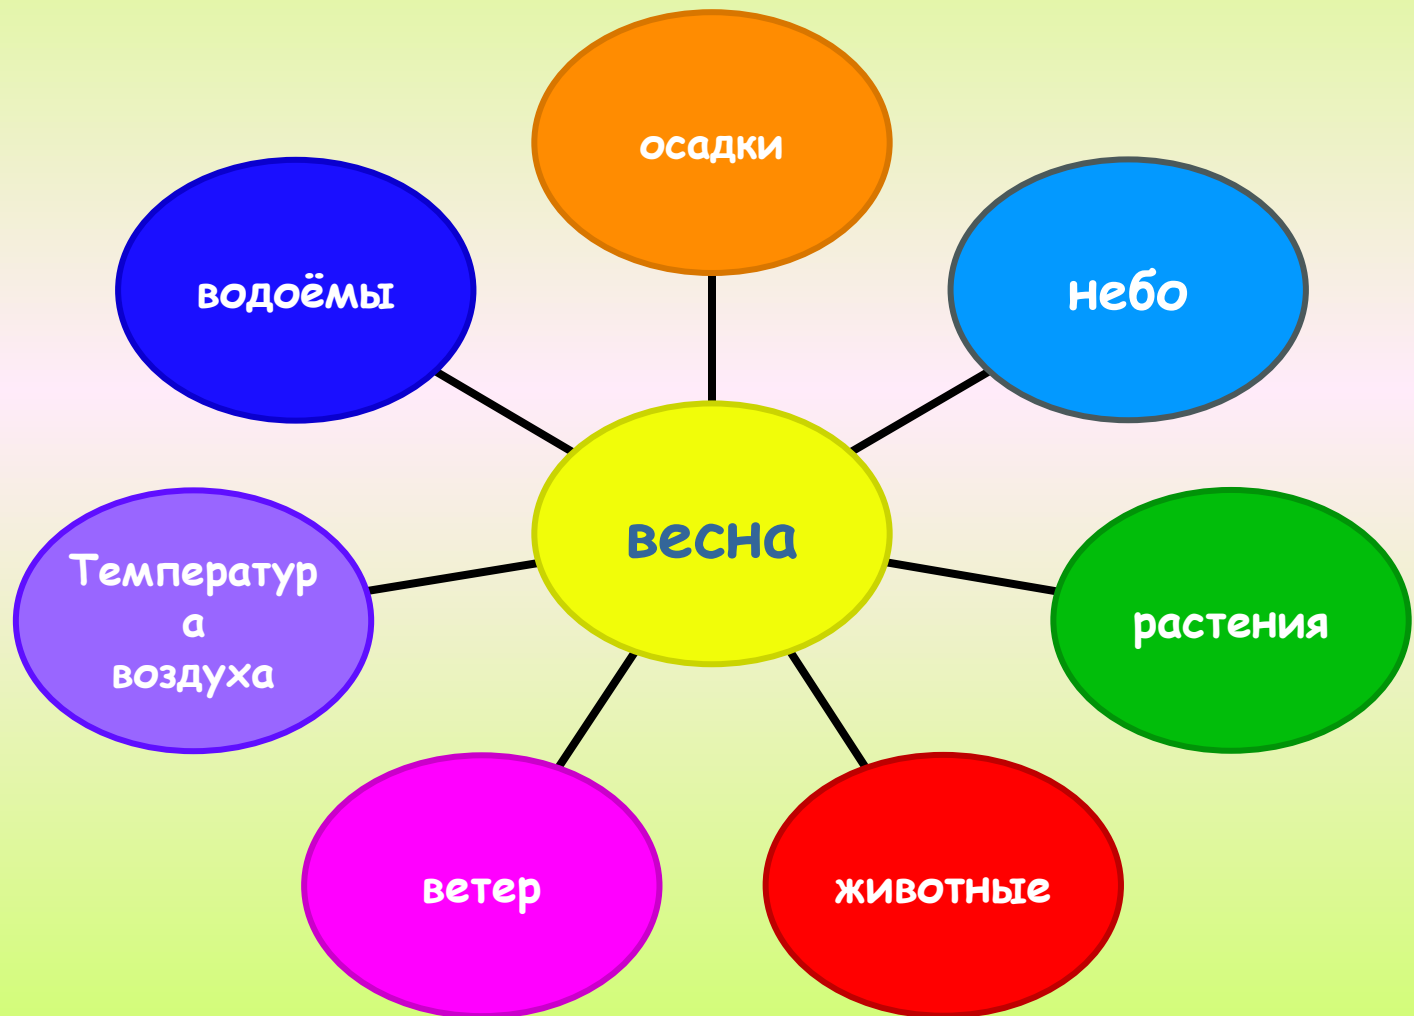 осадки
водоёмы
небо
весна
Температур
а
воздуха
растения
ветер
животные